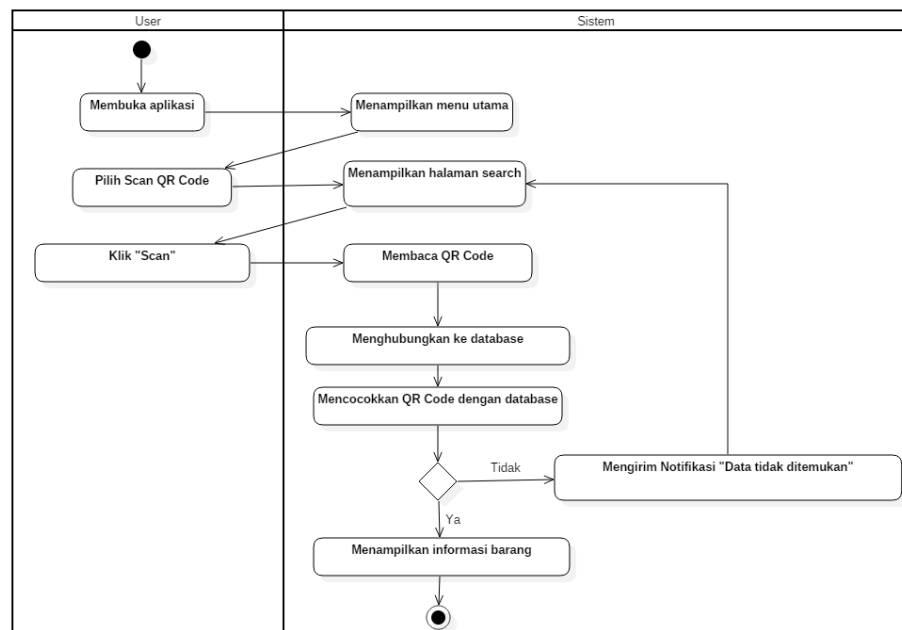 User
Sistem
Membuka aplikasi
Menampilkan menu utama
Pilih Scan QR Code
Menampilkan halaman search
Klik "Scan"
Membaca QR Code
Menghubungkan ke database
Mencocokkan QR Code dengan database
Tidak
Mengirim Notifikasi "Data tidak ditemukan"
Ya
Menampilkan informasi barang